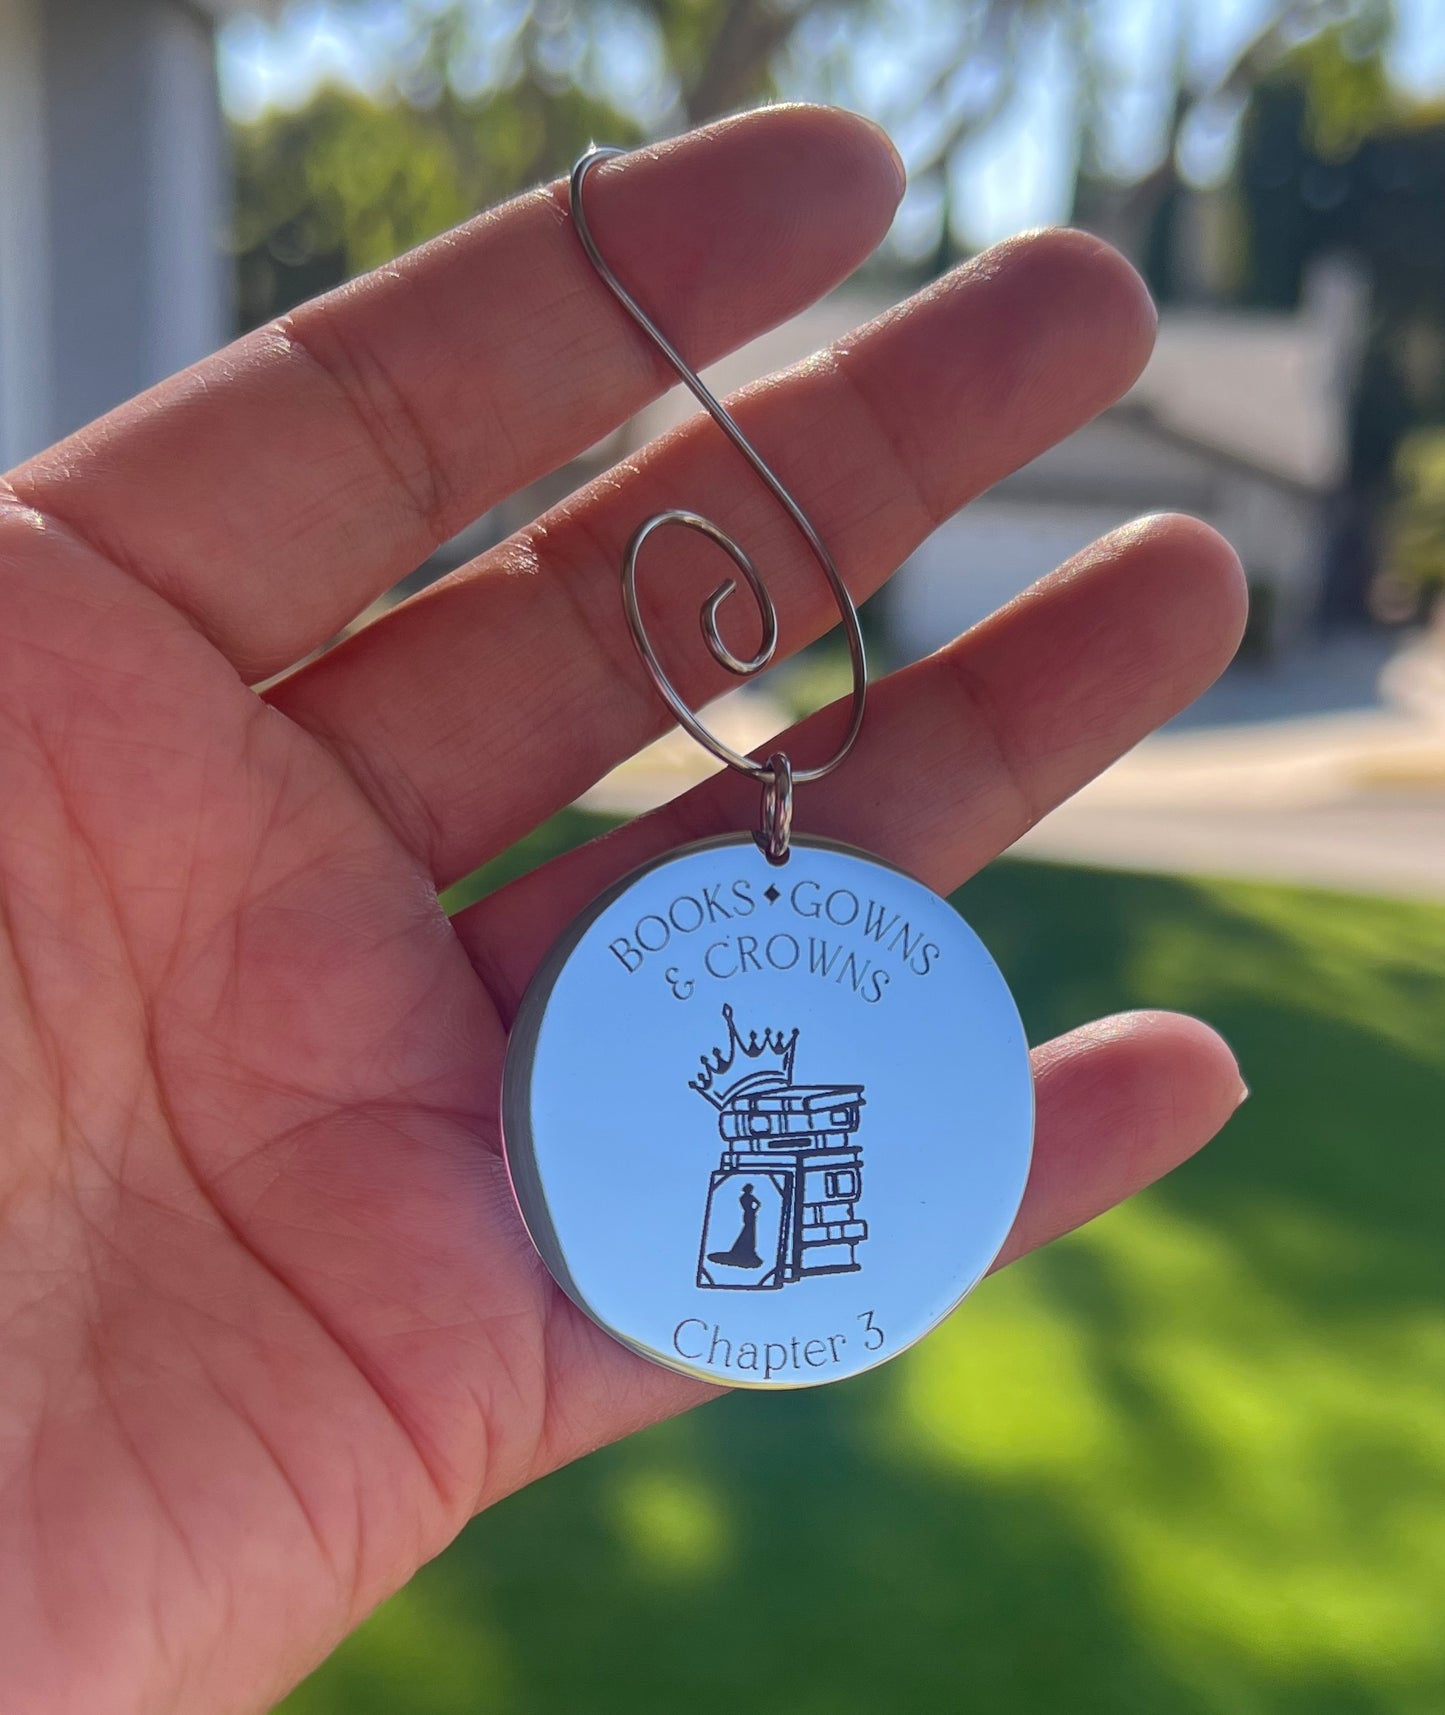 BOOKS ♦ GOWNS
& CROWNS
Chapter 3